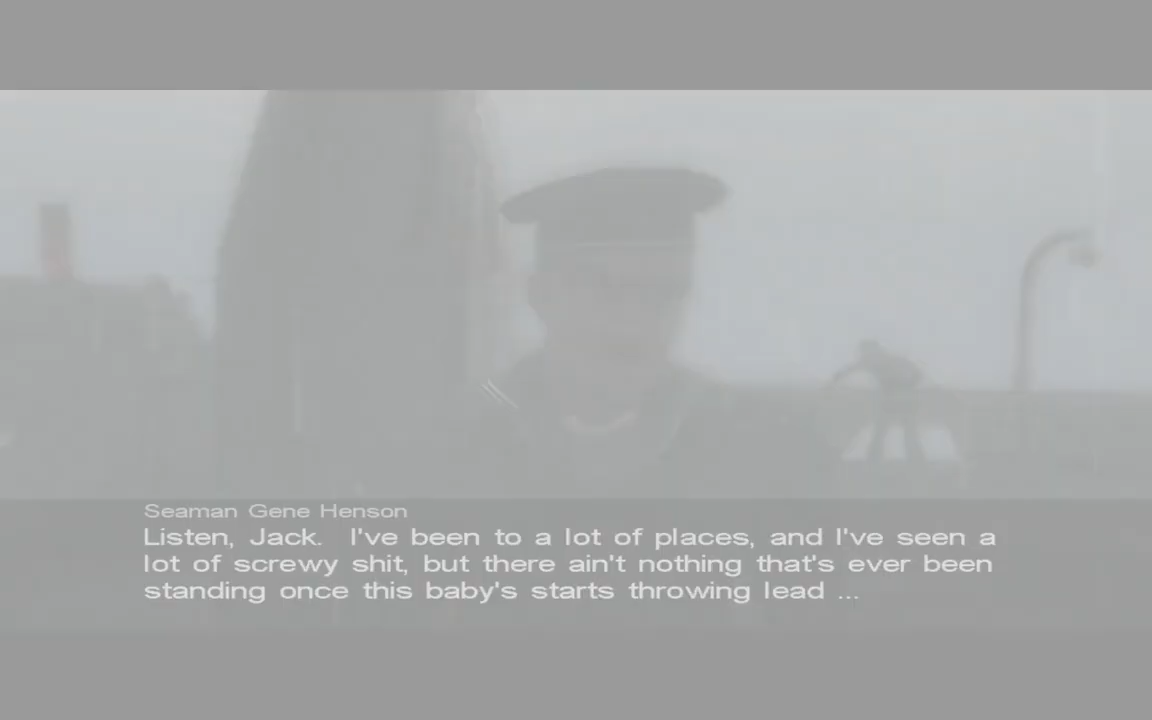 Seaman Gene Henson
Listen, Jack.  I've been to a lot of places, and I've seen a
lot of screwy shit, but there ain't nothing that's ever been
standing once this baby's starts throwing lead ...